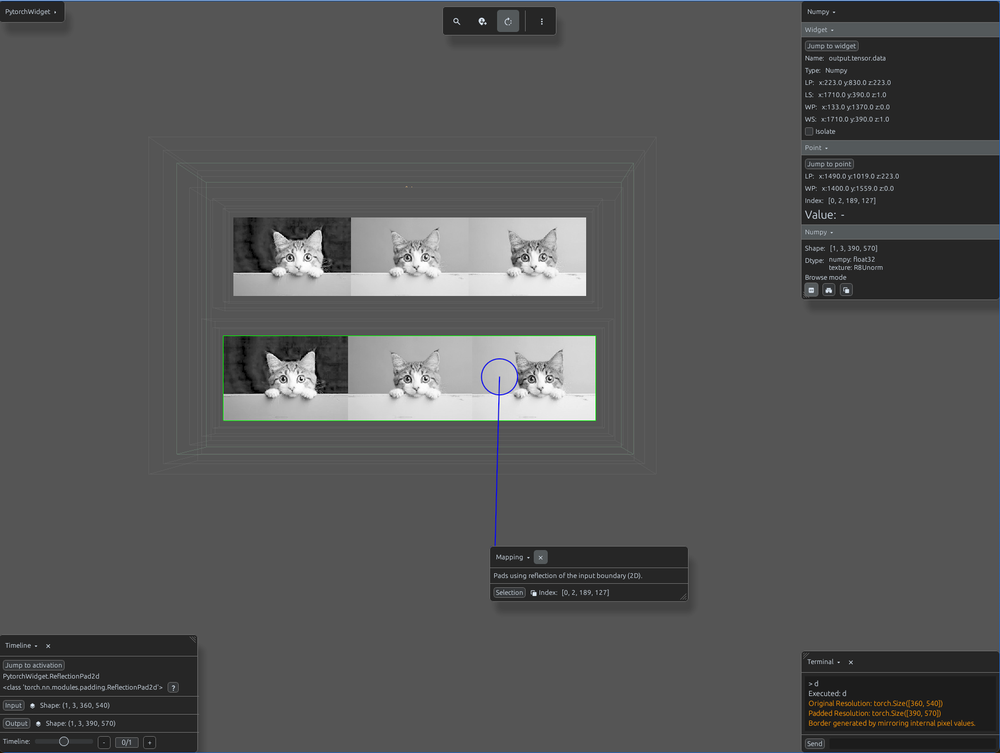 PytorchWidget
Numpy
Widget
Jump to widget
Name: output.tensor.data
Type: Numpy
LP: x:223.0 y:830.0 z:223.0
LS: x:1710.0 y:390.0 z:1.0
WP: x:133.0 y:1370.0 z:0.0
WS: x:1710.0 y:390.0 z:1.0
Isolate
Point
Jump to point
LP: x:1490.0 y:1019.0 z:223.0
WP: x:1400.0 y:1559.0 z:0.0
Index: [0, 2, 189, 127]
Value: -
Numpy
Shape: [1, 3, 390, 570]
Dtype: numpy: float32
texture: R8Unorm
Browse mode
Mapping
Pads using reflection of the input boundary (2D).
Selection Index: [0, 2, 189, 127]
Timeline
Jump to activation
PytorchWidget.ReflectionPad2d
<class 'torch.nn.modules.padding.ReflectionPad2d'> ?
Input Shape: (1, 3, 360, 540)
Output Shape: (1, 3, 390, 570)
Timeline: - 0/1 +
Terminal
> d
Executed: d
Original Resolution: torch.Size([360, 540])
Padded Resolution: torch.Size([390, 570])
Border generated by mirroring internal pixel values.
Send